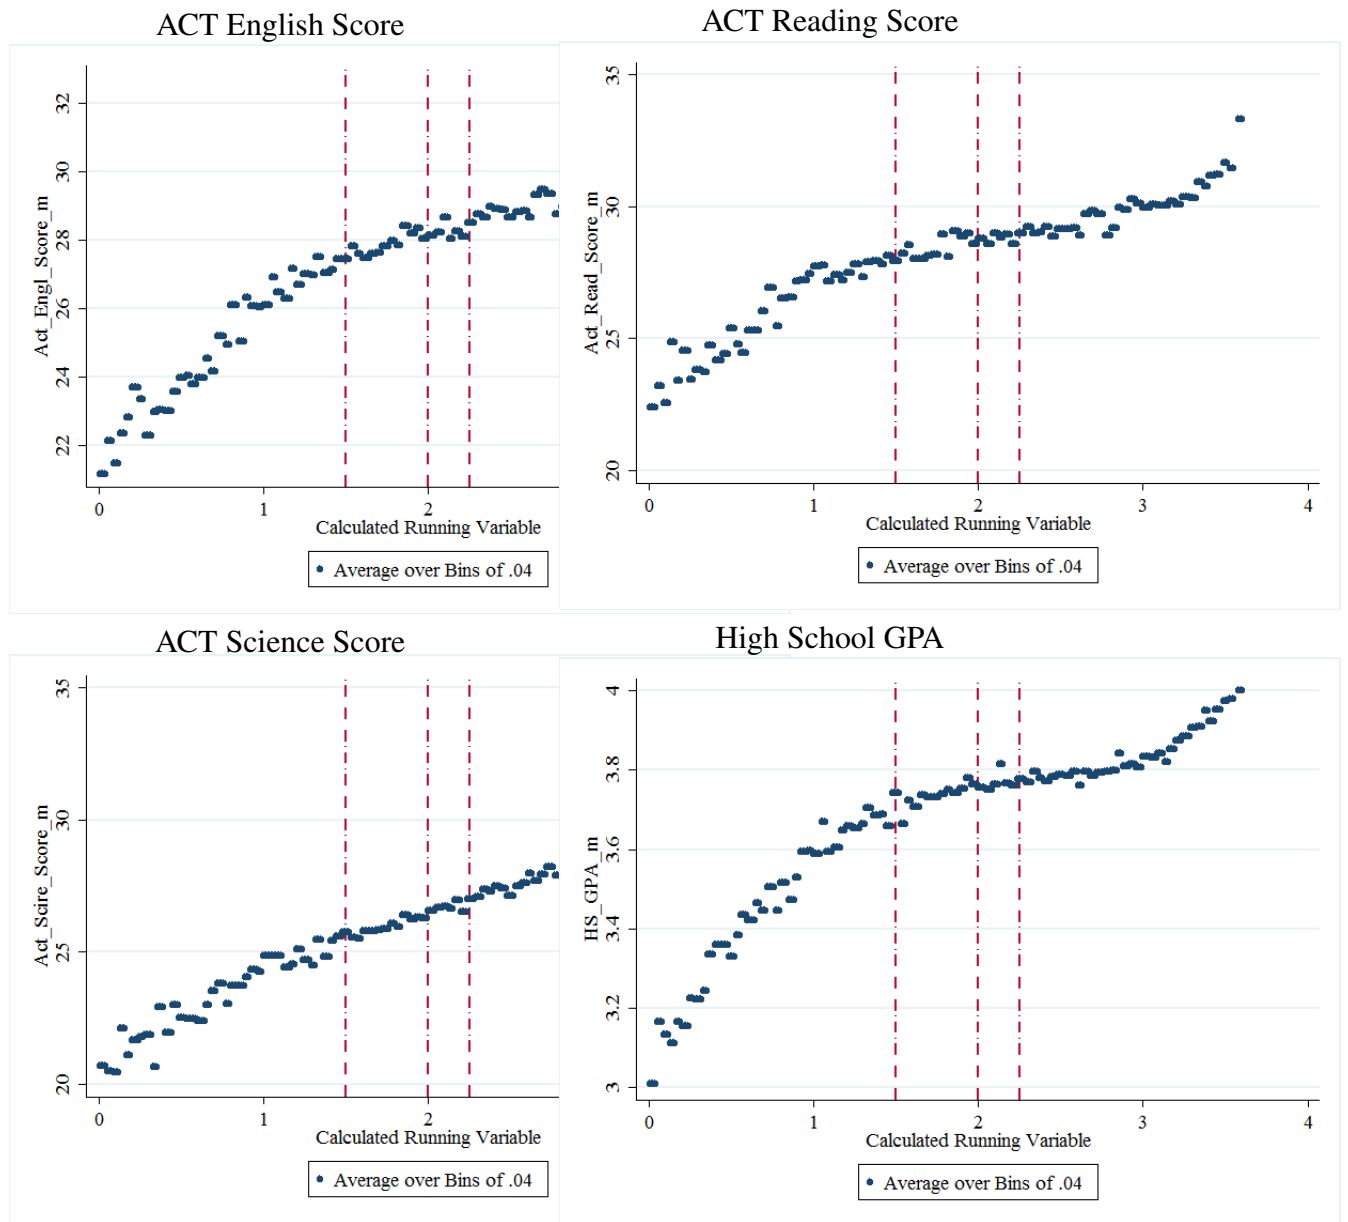 ACT English Score
32
30
28
26
24
22
Act_Engl_Score_m
0 1 2
Calculated Running Variable
Average over Bins of .04
ACT Reading Score
35
30
25
20
Act_Read_Score_m
0 1 2 3 4
Calculated Running Variable
Average over Bins of .04
ACT Science Score
35
30
25
20
Act_Scire_Score_m
0 1 2
Calculated Running Variable
Average over Bins of .04
High School GPA
4
3.8
3.6
3.4
3.2
3
HS_GPA_m
0 1 2 3 4
Calculated Running Variable
Average over Bins of .04